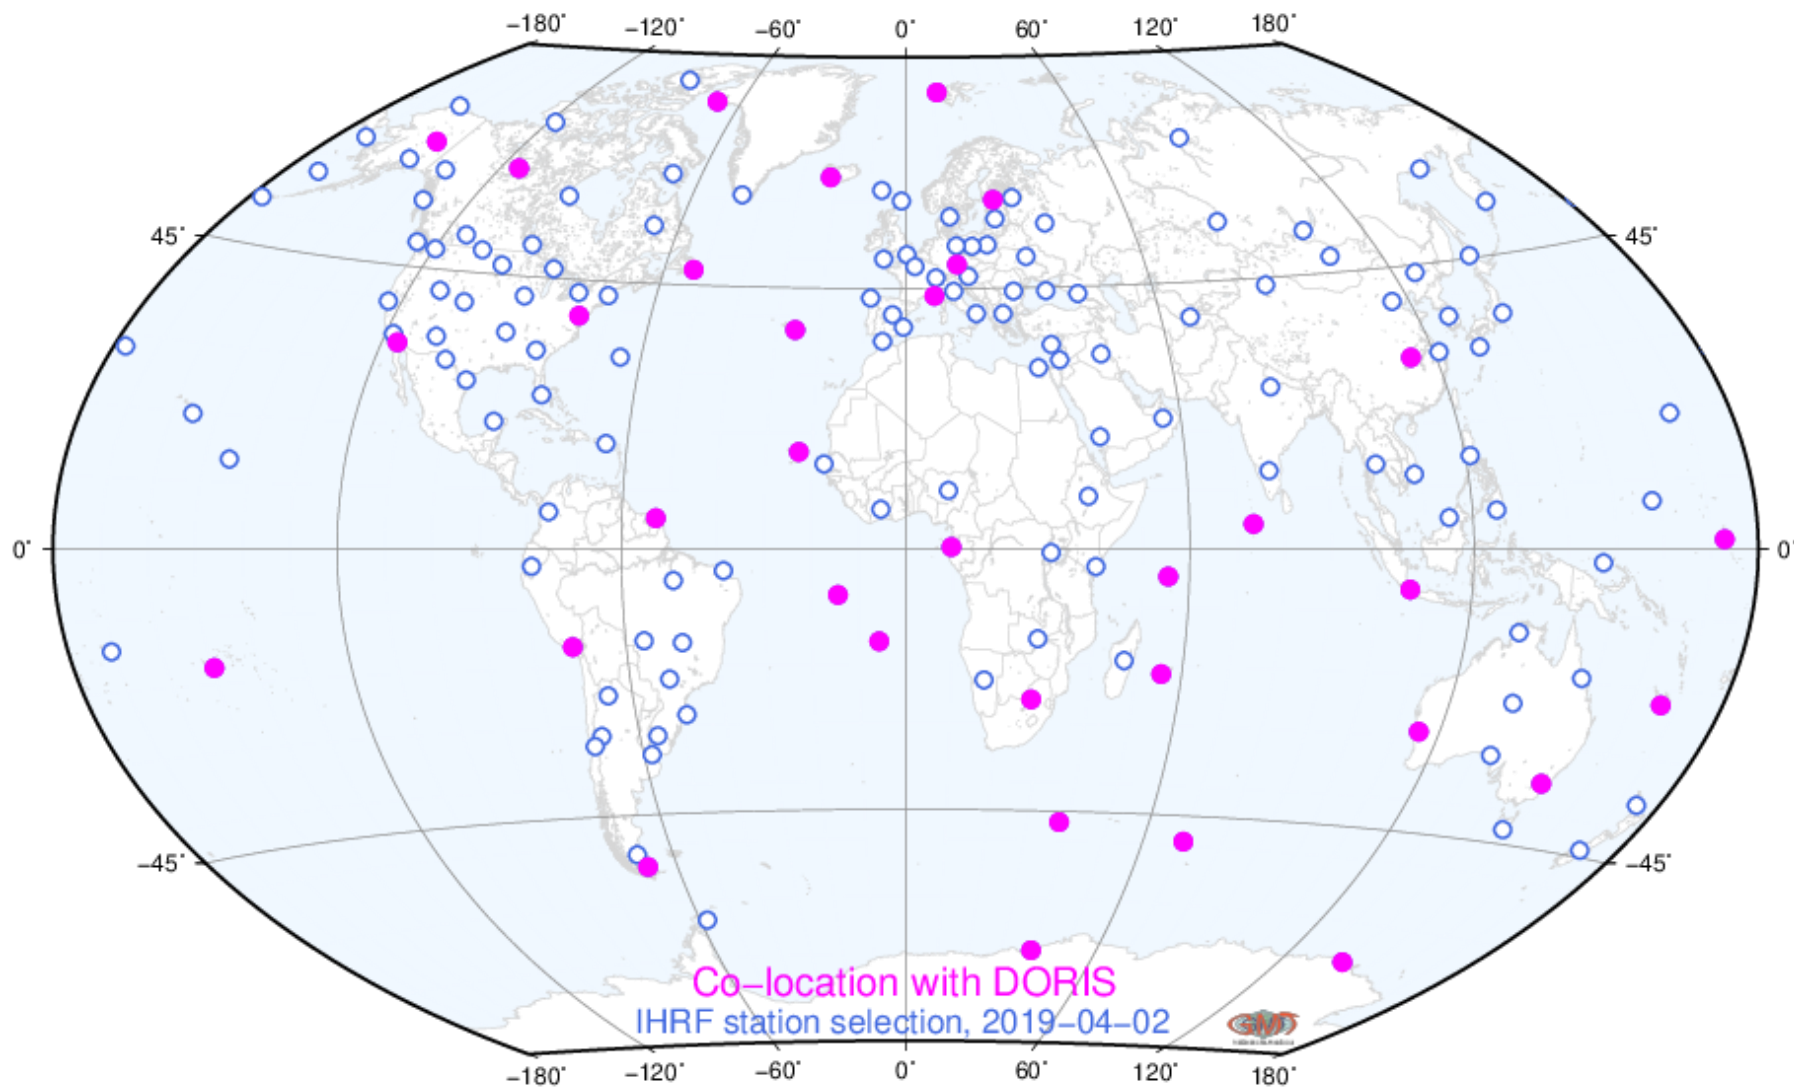 −180˚ −120˚ −60˚ 0˚ 60˚ 120˚ 180˚
45˚ 45˚
0˚ 0˚
−45˚ −45˚
Co−location with DORIS
IHRF station selection, 2019−04−02
GMT
−180˚ −120˚ −60˚ 0˚ 60˚ 120˚ 180˚